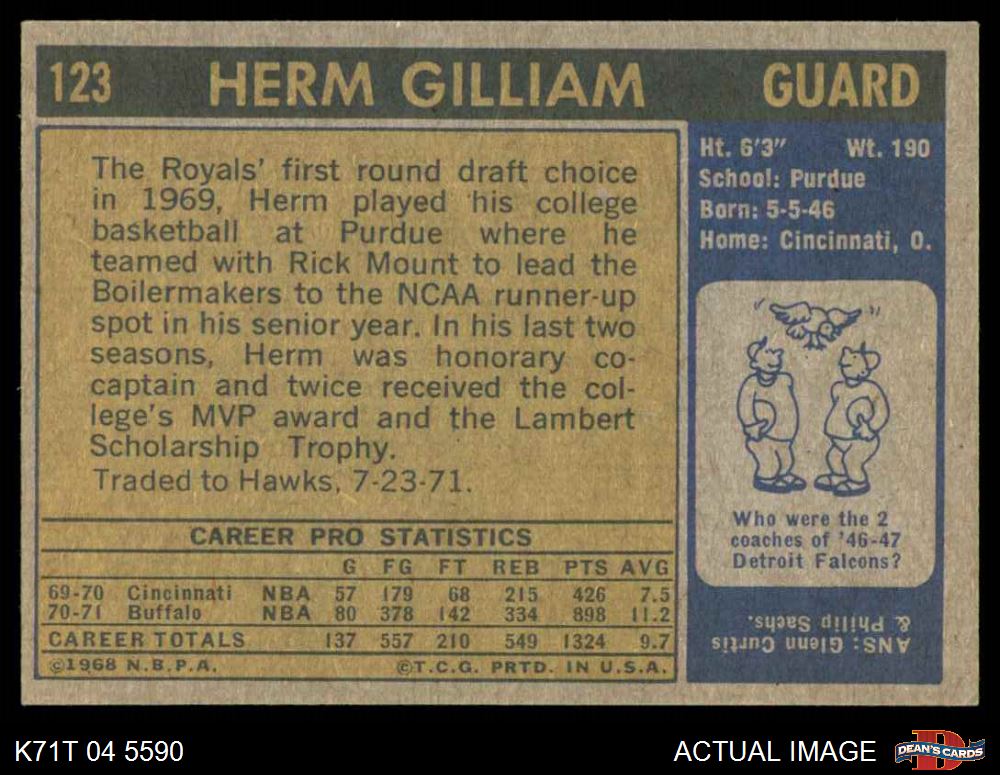 123 HERM GILLIAM GUARD
The Royals' first round draft choice
in 1969, Herm played his college
basketball at Purdue where he
teamed with Rick Mount to lead the
Boilermakers to the NCAA runner-up
spot in his senior year. In his last two
seasons, Herm was honorary co-
captain and twice received the col-
lege's MVP award and the Lambert
Scholarship Trophy.
Traded to Hawks, 7-23-71.
CAREER PRO STATISTICS
G FG FT REB PTS AVG
69-70 Cincinnati NBA 57 179 68 215 426 7.5
70-71 Buffalo NBA 80 378 142 334 898 11.2
CAREER TOTALS 137 557 210 549 1324 9.7
©1968 N.B.P.A. ©T.C.G. PRTD. IN U.S.A.
Ht. 6'3" Wt. 190
School: Purdue
Born: 5-5-46
Home: Cincinnati, O.
Who were the 2
coaches of '46-47
Detroit Falcons?
ANS: Glenn Curtis
& Philip Sachs.
K71T 04 5590
ACTUAL IMAGE
DEAN'S CARDS